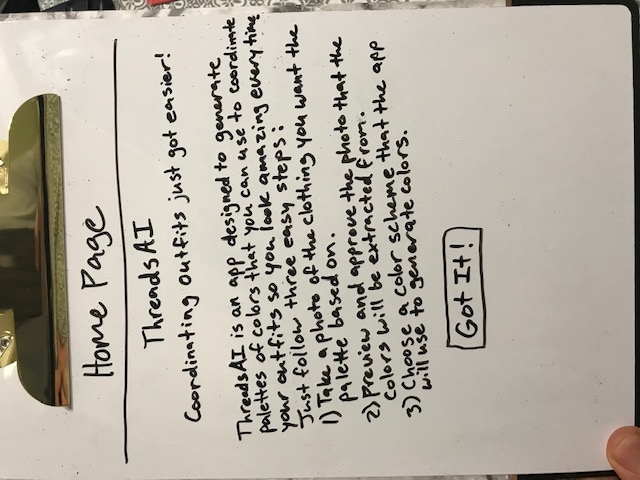 Home Page
ThreadsAI
Coordinating outfits just got easier!
ThreadsAI is an app designed to generate
palettes of colors that you can use to coordinate
your outfits so you look amazing every time
Just follow three easy steps:
1) Take a photo of the clothing you want the
palette based on.
2) Preview and approve the photo that the
colors will be extracted from.
3) Choose a color scheme that the app
will use to generate colors.
Got It!